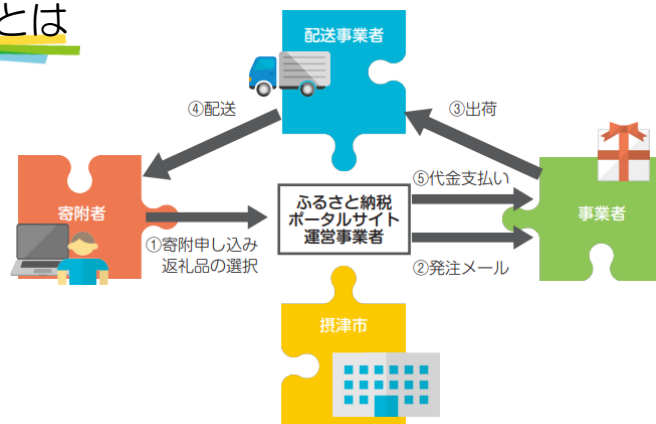 とは
配送事業者
④配送
③出荷
寄附者
ふるさと納税
ポータルサイト
運営事業者
⑤代金支払い
事業者
①寄附申し込み
返礼品の選択
②発注メール
摂津市